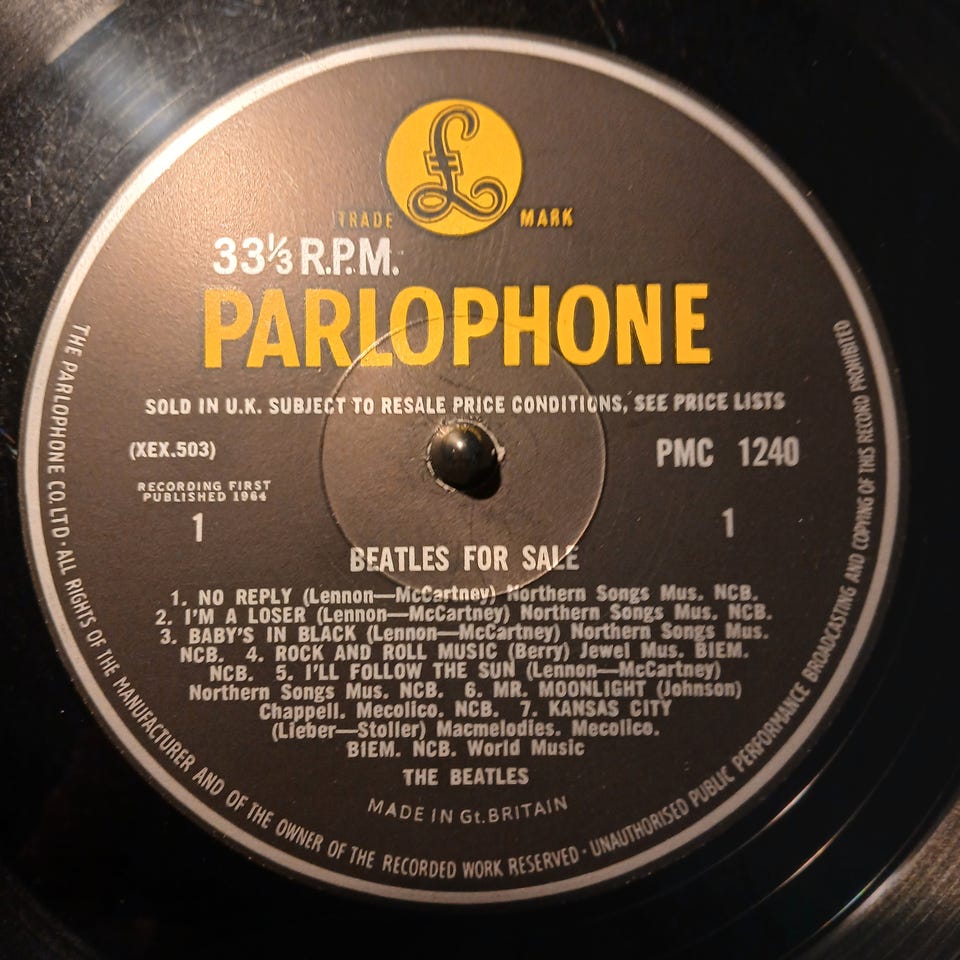 £
TRADE MARK
33⅓ R.P.M.
PARLOPHONE
SOLD IN U.K. SUBJECT TO RESALE PRICE CONDITIONS, SEE PRICE LISTS
(XEX.503) PMC 1240
RECORDING FIRST
PUBLISHED 1964
1 1
BEATLES FOR SALE
1. NO REPLY (Lennon—McCartney) Northern Songs Mus. NCB.
2. I'M A LOSER (Lennon—McCartney) Northern Songs Mus. NCB.
3. BABY'S IN BLACK (Lennon—McCartney) Northern Songs Mus.
NCB. 4. ROCK AND ROLL MUSIC (Berry) Jewel Mus. BIEM.
NCB. 5. I'LL FOLLOW THE SUN (Lennon—McCartney)
Northern Songs Mus. NCB. 6. MR. MOONLIGHT (Johnson)
Chappell. Mecolico. NCB. 7. KANSAS CITY
(Lieber—Stoller) Macmelodies. Mecolico.
BIEM. NCB. World Music
THE BEATLES
MADE IN Gt. BRITAIN
THE PARLOPHONE CO. LTD · ALL RIGHTS OF THE MANUFACTURER AND OF THE OWNER OF THE RECORDED WORK RESERVED · UNAUTHORISED PUBLIC PERFORMANCE BROADCASTING AND COPYING OF THIS RECORD PROHIBITED